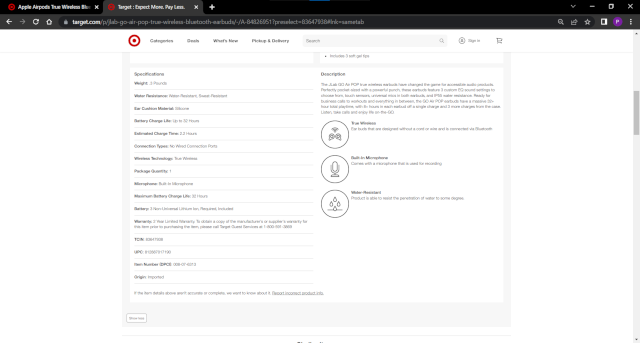 Apple Airpods True Wireless Blu
Target : Expect More, Pay Less.
target.com/p/jlab-go-air-pop-true-wireless-bluetooth-earbuds/-/A-84826951?preselect=83647938#lnk=sametab
Categories Deals What's New Pickup & Delivery Search Sign in
Includes 3 soft gel tips
Specifications
Weight: .3 Pounds
Water Resistance: Water Resistant, Sweat Resistant
Ear Cushion Material: Silicone
Battery Charge Life: Up to 32 Hours
Estimated Charge Time: 2.2 Hours
Connection Types: No Wired Connection Ports
Wireless Technology: True Wireless
Package Quantity: 1
Microphone: Built-In Microphone
Maximum Battery Charge Life: 32 Hours
Battery: 3 Non-Universal Lithium Ion, Required, Included
Warranty: 2 Year Limited Warranty. To obtain a copy of the manufacturer's or supplier's warranty for
this item prior to purchasing the item, please call Target Guest Services at 1-800-591-3869
TCIN:
UPC:
Item Number (DPCI):
Origin: Imported
If the item details above aren't accurate or complete, we want to know about it. Report incorrect product info.
Show less
Description
The JLab GO Air POP true wireless earbuds have changed the game for accessible audio products.
Perfectly pocket-sized with a powerful punch, these earbuds feature 3 custom EQ sound settings to
choose from, touch sensors, universal mics in both earbuds, and IPX4 water resistance. Ready for
business calls to workouts and everything in between, the GO Air POP earbuds have a massive 32-
hour total playtime, with 8+ hours in each earbud off a single charge and 3 more charges from the case.
Listen, take calls and enjoy life on-the-GO.
True Wireless
Ear buds that are designed without a cord or wire and is connected via Bluetooth
Built-In Microphone
Comes with a microphone that is used for recording
Water-Resistant
Product is able to resist the penetration of water to some degree.